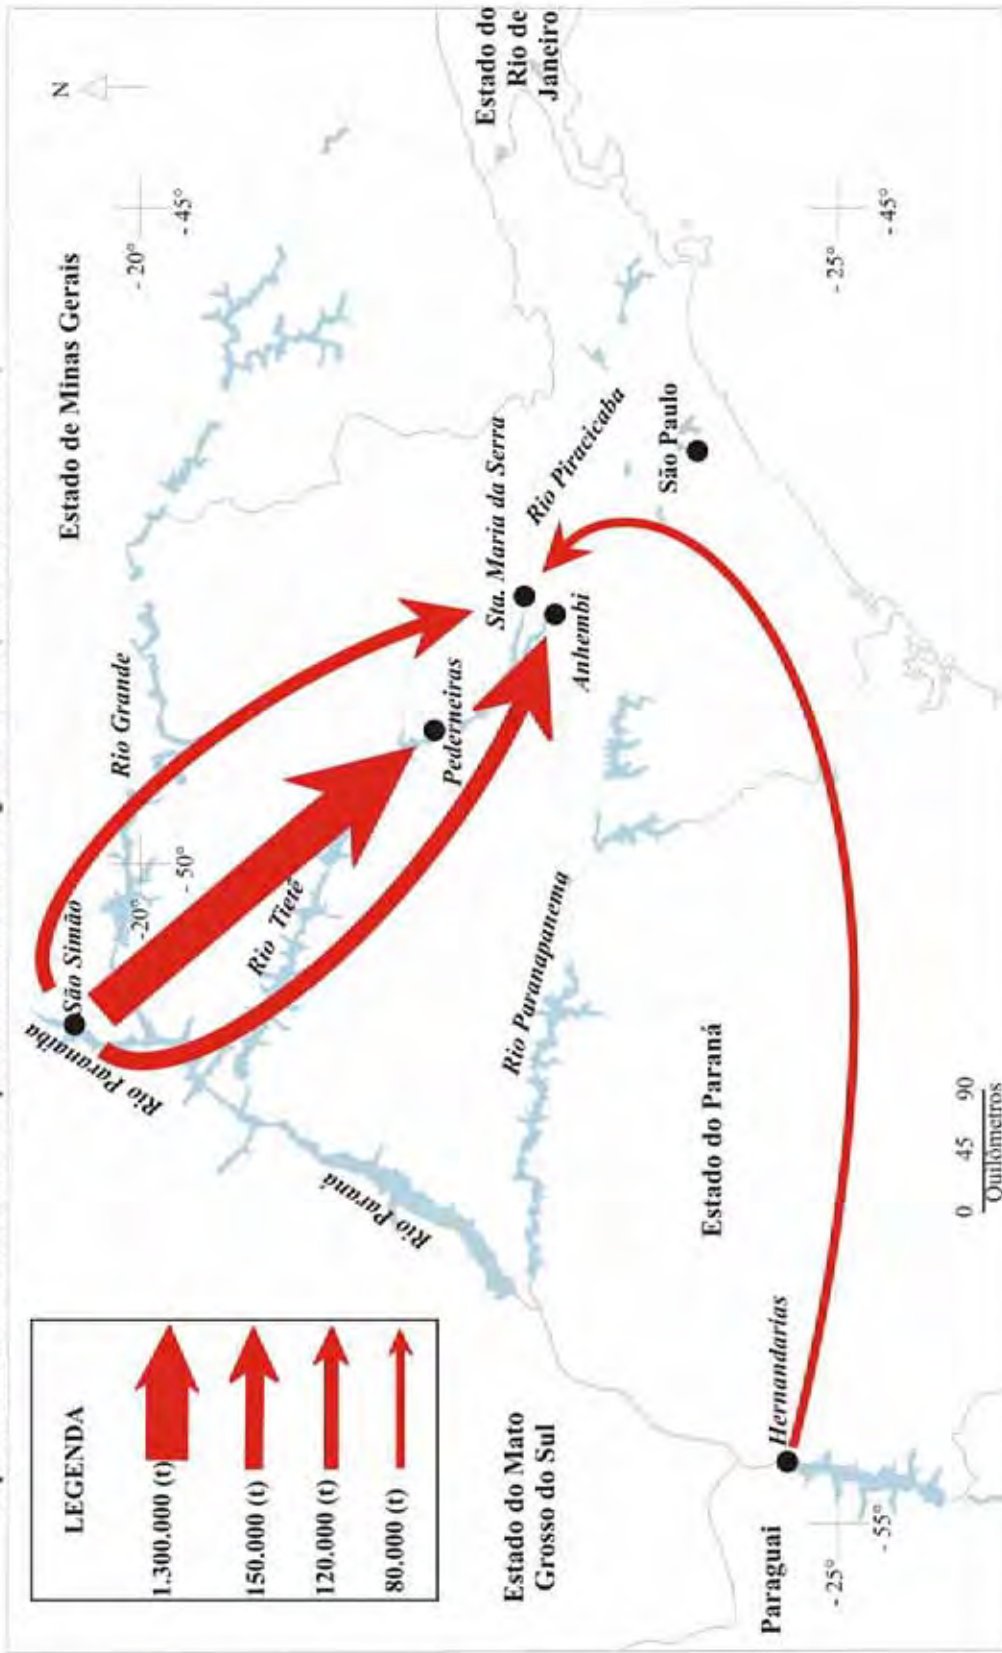 LEGENDA
1.300.000 (t)
150.000 (t)
120.000 (t)
80.000 (t)
Estado de Minas Gerais
N
- 20°
- 45°
Estado do
Rio de
Janeiro
Rio Paranaíba
São Simão
Rio Grande
-20°
- 50°
Rio Tietê
Pederneiras
Sta. Maria da Serra
Rio Piracicaba
Anhembi
São Paulo
Rio Paraná
Rio Paranapanema
Estado do Mato
Grosso do Sul
Estado do Paraná
Paraguai
Hernandarias
- 25°
- 55°
- 25°
- 45°
0 45 90
Quilômetros